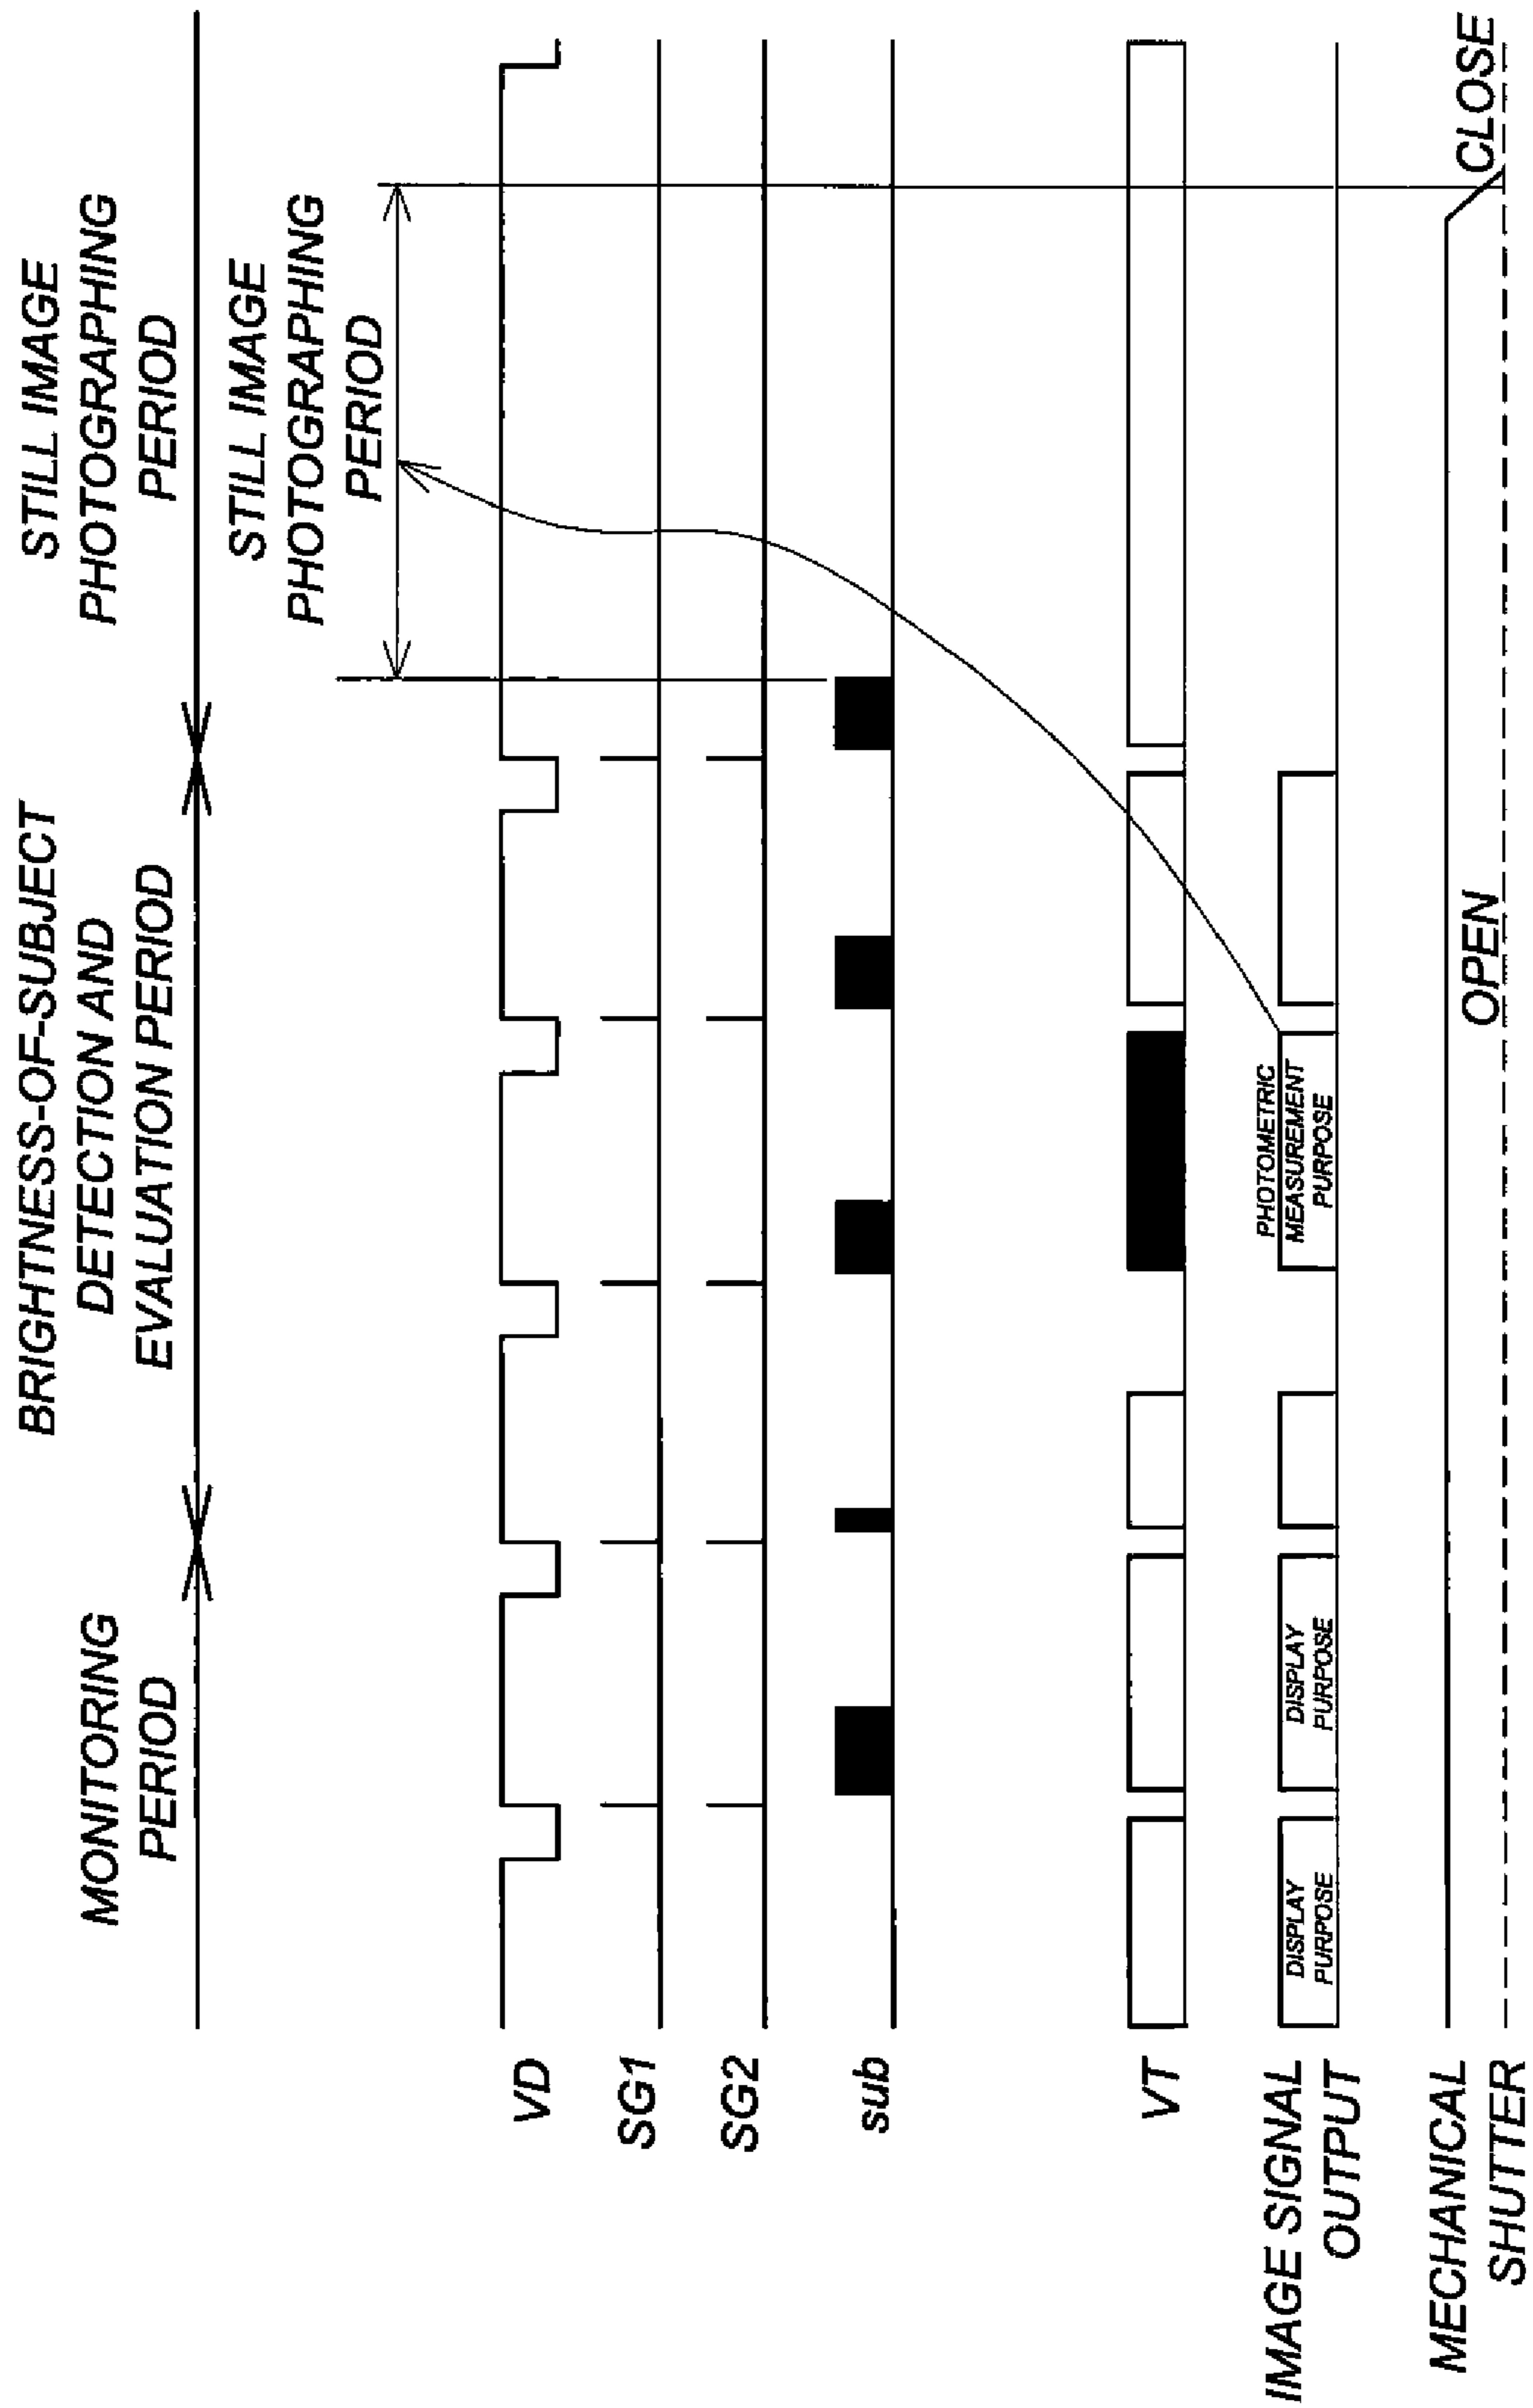 MONITORING
PERIOD
BRIGHTNESS-OF-SUBJECT
DETECTION AND
EVALUATION PERIOD
STILL IMAGE
PHOTOGRAPHING
PERIOD
STILL IMAGE
PHOTOGRAPHING
PERIOD
VD
SG1
SG2
sub
VT
IMAGE SIGNAL
OUTPUT
DISPLAY
PURPOSE
DISPLAY
PURPOSE
PHOTOMETRIC
MEASUREMENT
PURPOSE
MECHANICAL
SHUTTER
OPEN
CLOSE